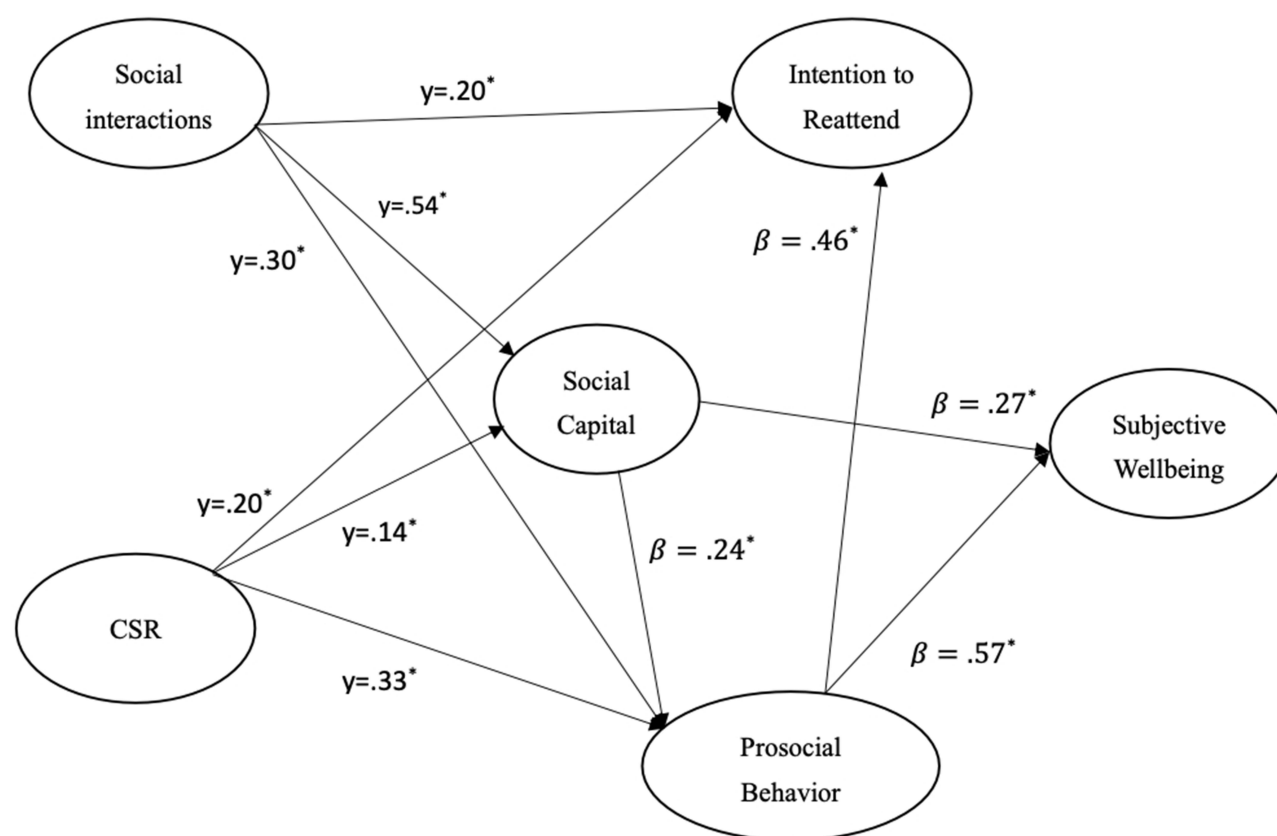 Social
interactions
Intention to
Reattend
y=.20*
y=.54*
y=.30*
β = .46*
Social
Capital
β = .27*
Subjective
Wellbeing
y=.20*
y=.14*
β = .24*
CSR
y=.33*
β = .57*
Prosocial
Behavior